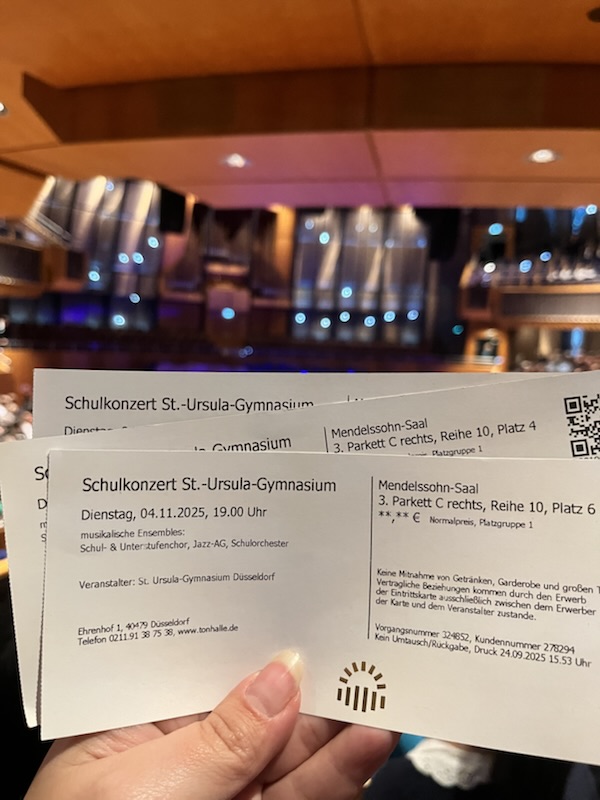 Schulkonzert St.-Ursula-Gymnasium
Gymnasium
Mendelssohn-Saal
3. Parkett C rechts, Reihe 10, Platz 4
Platzgruppe 1
Schulkonzert St.-Ursula-Gymnasium
Dienstag, 04.11.2025, 19.00 Uhr
musikalische Ensembles:
Schul- & Unterstufenchor, Jazz-AG, Schulorchester
Veranstalter: St. Ursula-Gymnasium Düsseldorf
Ehrenhof 1, 40479 Düsseldorf
Telefon 0211.91 38 75 38, www.tonhalle.de
Mendelssohn-Saal
3. Parkett C rechts, Reihe 10, Platz 6
**,** € Normalpreis, Platzgruppe 1
Keine Mitnahme von Getränken, Garderobe und großen T
Vertragliche Beziehungen kommen durch den Erwerb
der Eintrittskarte ausschließlich zwischen dem Erwerber
der Karte und dem Veranstalter zustande.
Vorgangsnummer 324852, Kundennummer 278294
Kein Umtausch/Rückgabe, Druck 24.09.2025 15.53 Uhr